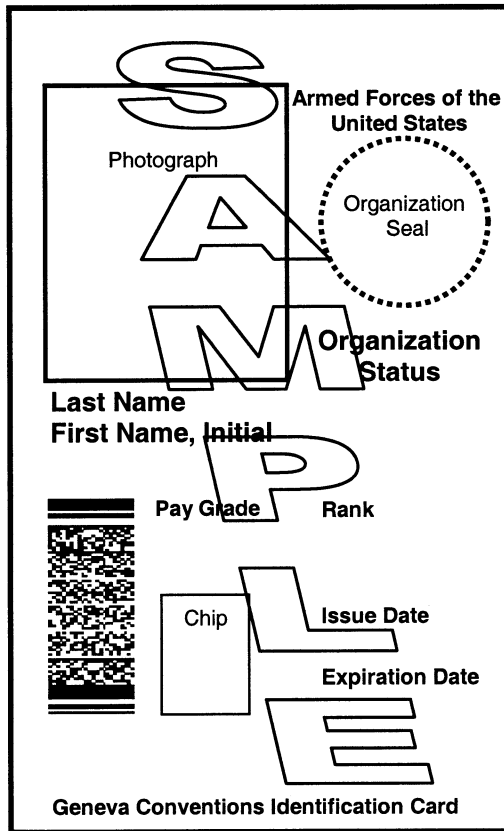 SAMPLE
Armed Forces of the
United States
Photograph
Organization
Seal
Organization
Status
Last Name
First Name, Initial
Pay Grade
Rank
Chip
Issue Date
Expiration Date
Geneva Conventions Identification Card